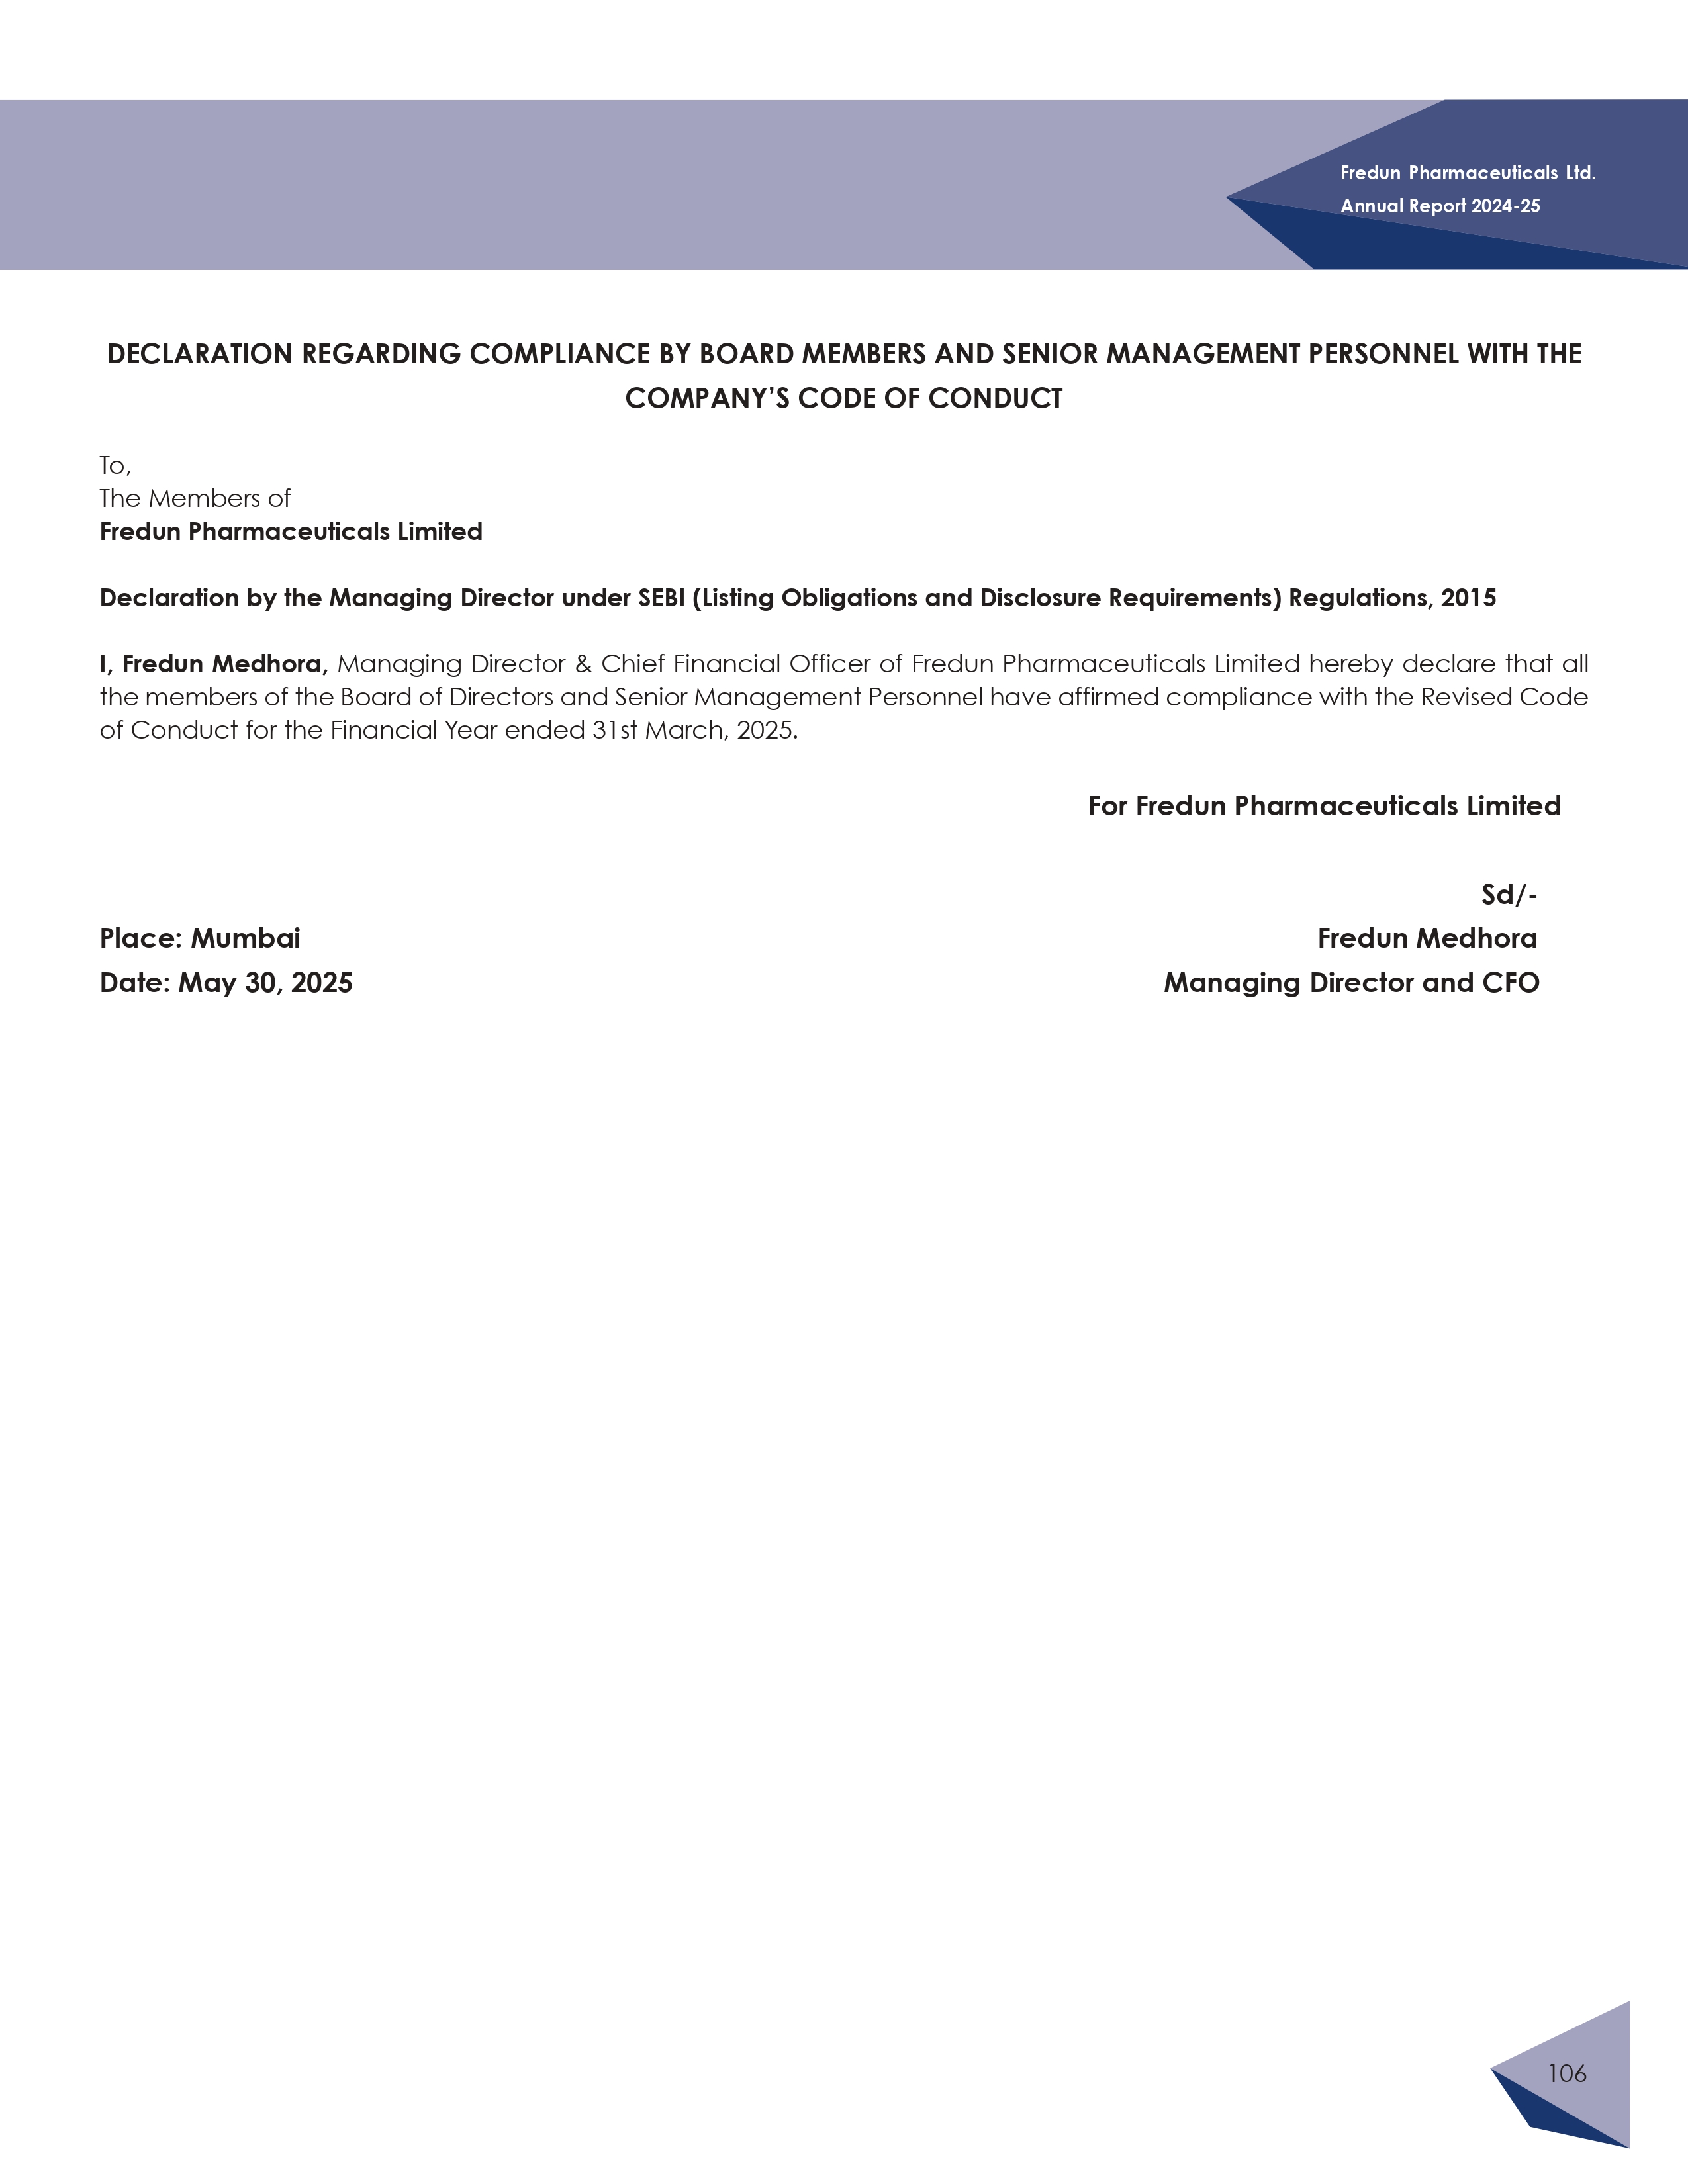 Fredun Pharmaceuticals Ltd.
Annual Report 2024-25
DECLARATION REGARDING COMPLIANCE BY BOARD MEMBERS AND SENIOR MANAGEMENT PERSONNEL WITH THE
COMPANY’S CODE OF CONDUCT
To,
The Members of
Fredun Pharmaceuticals Limited
Declaration by the Managing Director under SEBI (Listing Obligations and Disclosure Requirements) Regulations, 2015
I, Fredun Medhora, Managing Director & Chief Financial Officer of Fredun Pharmaceuticals Limited hereby declare that all
the members of the Board of Directors and Senior Management Personnel have affirmed compliance with the Revised Code
of Conduct for the Financial Year ended 31st March, 2025.
For Fredun Pharmaceuticals Limited
Sd/-
Place: Mumbai Fredun Medhora
Date: May 30, 2025 Managing Director and CFO
106